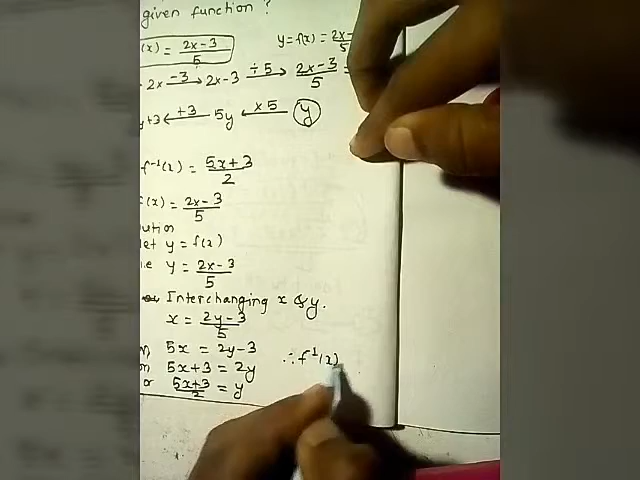 given function ?
(x) = 2x-3/5
y = f(x) = 2x-/5
2x -3→ 2x-3 ÷5→ 2x-3/5 =
y+3 ←+3 5y ←×5 y
f⁻¹(x) = 5x+3/2
f(x) = 2x-3/5
let y = f(x)
i.e y = 2x-3/5
Interchanging x & y.
x = 2y-3/5
5x = 2y-3
5x+3 = 2y
or 5x+3/2 = y
∴ f⁻¹(x)